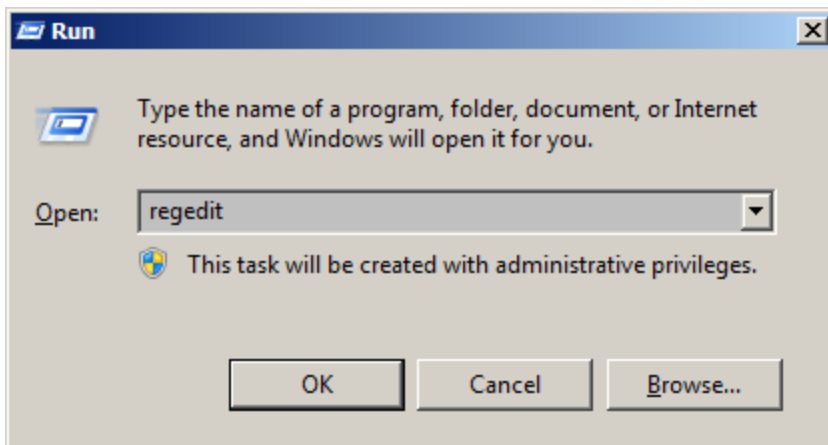 Run
Type the name of a program, folder, document, or Internet
resource, and Windows will open it for you.
Open: regedit
This task will be created with administrative privileges.
OK Cancel Browse...